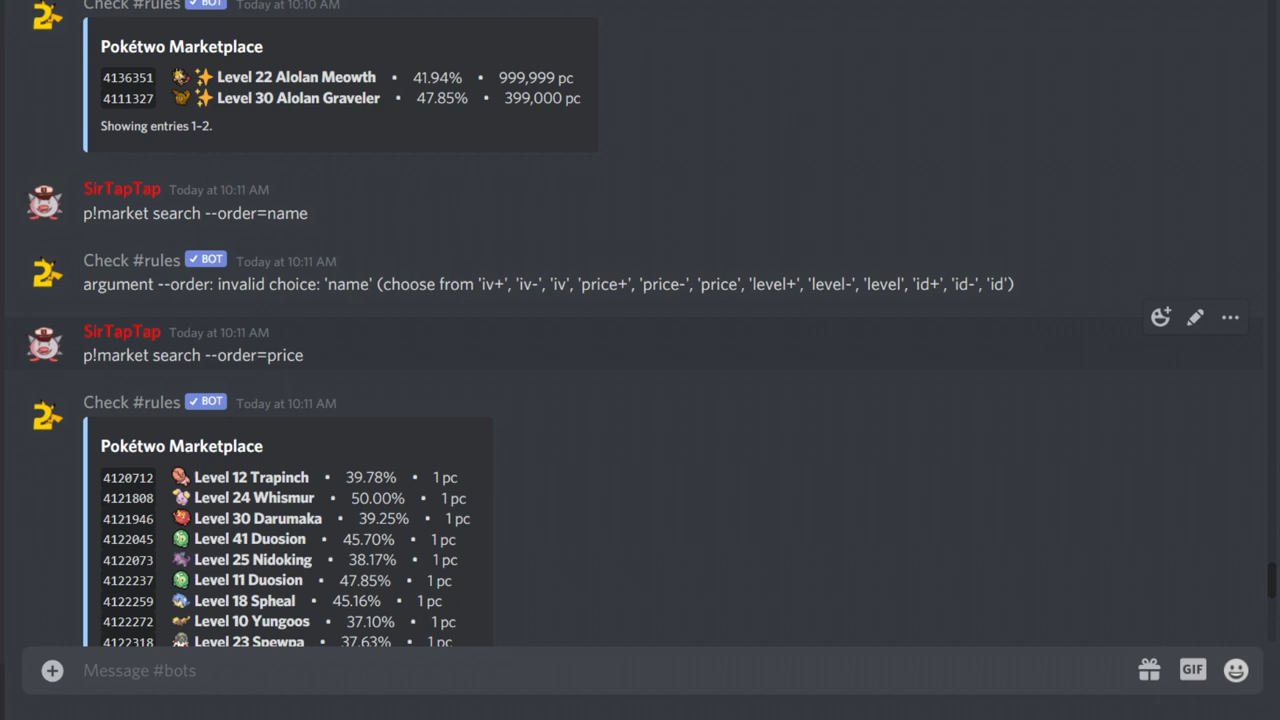 Check #rules ✓ BOT Today at 10:10 AM
Pokétwo Marketplace
4136351 ✨ Level 22 Alolan Meowth • 41.94% • 999,999 pc
4111327 ✨ Level 30 Alolan Graveler • 47.85% • 399,000 pc
Showing entries 1–2.
SirTapTap Today at 10:11 AM
p!market search --order=name
Check #rules ✓ BOT Today at 10:11 AM
argument --order: invalid choice: 'name' (choose from 'iv+', 'iv-', 'iv', 'price+', 'price-', 'price', 'level+', 'level-', 'level', 'id+', 'id-', 'id')
SirTapTap Today at 10:11 AM
p!market search --order=price
Check #rules ✓ BOT Today at 10:11 AM
Pokétwo Marketplace
4120712 Level 12 Trapinch • 39.78% • 1 pc
4121808 Level 24 Whismur • 50.00% • 1 pc
4121946 Level 30 Darumaka • 39.25% • 1 pc
4122045 Level 41 Duosion • 45.70% • 1 pc
4122073 Level 25 Nidoking • 38.17% • 1 pc
4122237 Level 11 Duosion • 47.85% • 1 pc
4122259 Level 18 Spheal • 45.16% • 1 pc
4122272 Level 10 Yungoos • 37.10% • 1 pc
4122318 Level 23 Spewpa • 37.63% • 1 pc
Message #bots
GIF